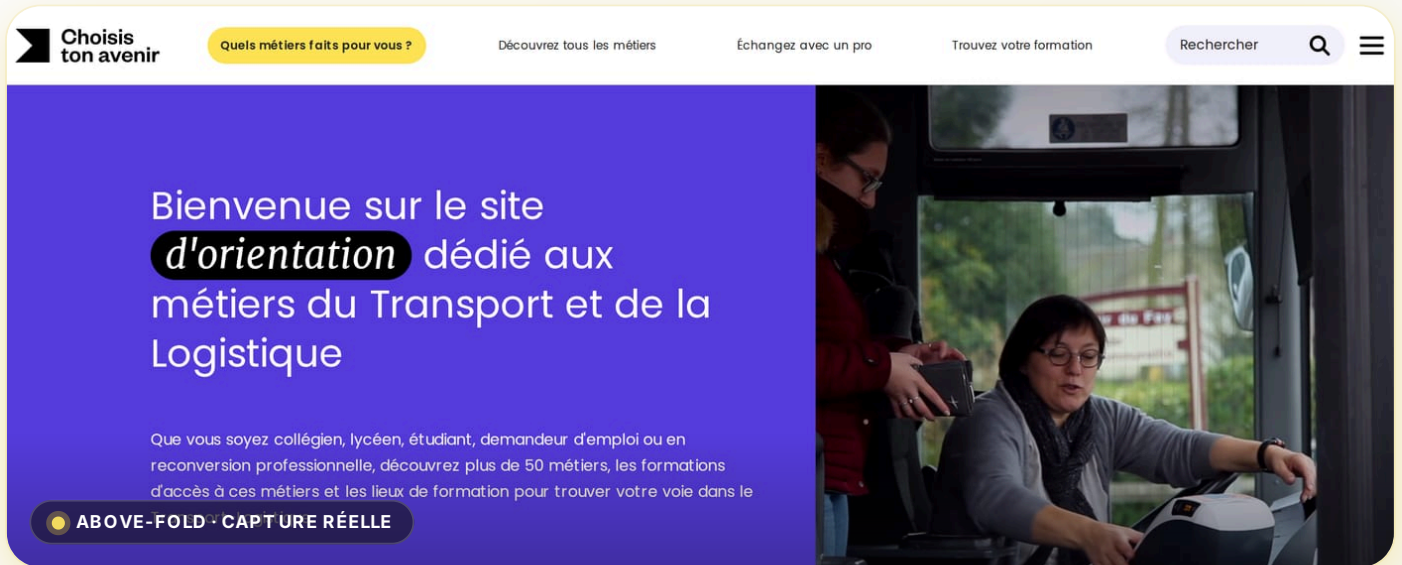 Choisis
ton avenir
Quels métiers faits pour vous ?
Découvrez tous les métiers
Échangez avec un pro
Trouvez votre formation
Rechercher
Bienvenue sur le site
d'orientation dédié aux
métiers du Transport et de la
Logistique
Que vous soyez collégien, lycéen, étudiant, demandeur d'emploi ou en
reconversion professionnelle, découvrez plus de 50 métiers, les formations
d'accès à ces métiers et les lieux de formation pour trouver votre voie dans le
ABOVE-FOLD · CAPTURE RÉELLE